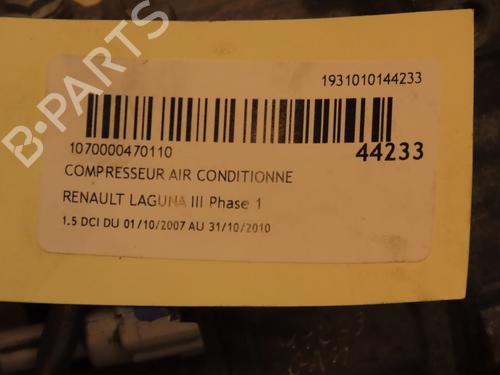 1931010144233
1070000470110
44233
COMPRESSEUR AIR CONDITIONNE
RENAULT LAGUNA III Phase 1
1.5 DCI DU 01/10/2007 AU 31/10/2010
B-PARTS